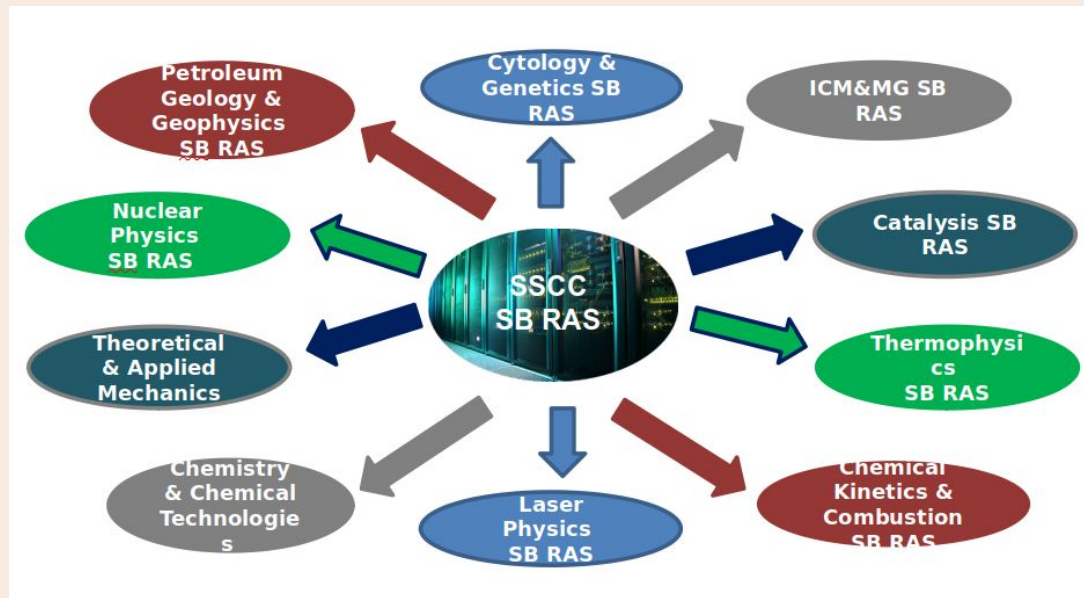 Petroleum
Geology &
Geophysics
SB RAS
Cytology &
Genetics SB
RAS
ICM&MG SB
RAS
Nuclear
Physics
SB RAS
SSCC
SB RAS
Catalysis SB
RAS
Theoretical
& Applied
Mechanics
Thermophysi
cs
SB RAS
Chemistry
& Chemical
Technologie
s
Laser
Physics
SB RAS
Chemical
Kinetics &
Combustion
SB RAS